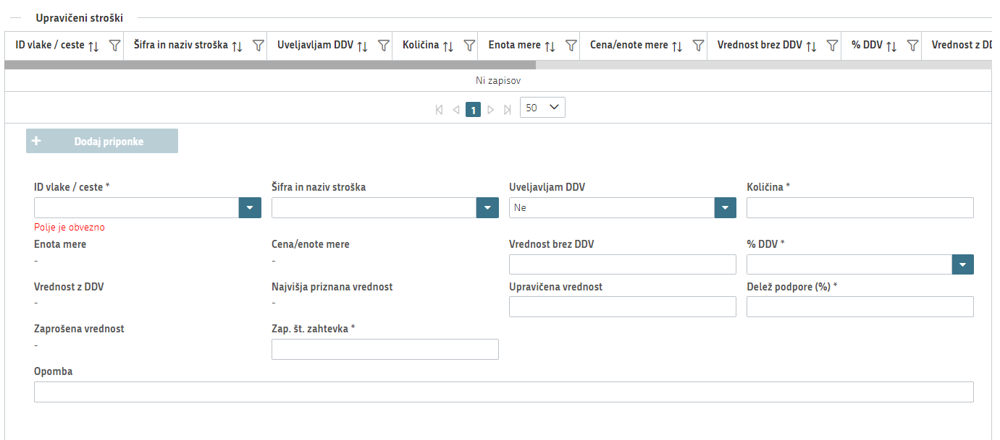 Upravičeni stroški
ID vlake / ceste Šifra in naziv stroška Uveljavljam DDV Količina Enota mere Cena/enote mere Vrednost brez DDV % DDV Vrednost z DD
Ni zapisov
1 50
+ Dodaj priponke
ID vlake / ceste * Šifra in naziv stroška Uveljavljam DDV Količina *
Ne
Polje je obvezno
Enota mere Cena/enote mere Vrednost brez DDV % DDV *
- -
Vrednost z DDV Najvišja priznana vrednost Upravičena vrednost Delež podpore (%) *
- -
Zaprošena vrednost Zap. št. zahtevka *
-
Opomba